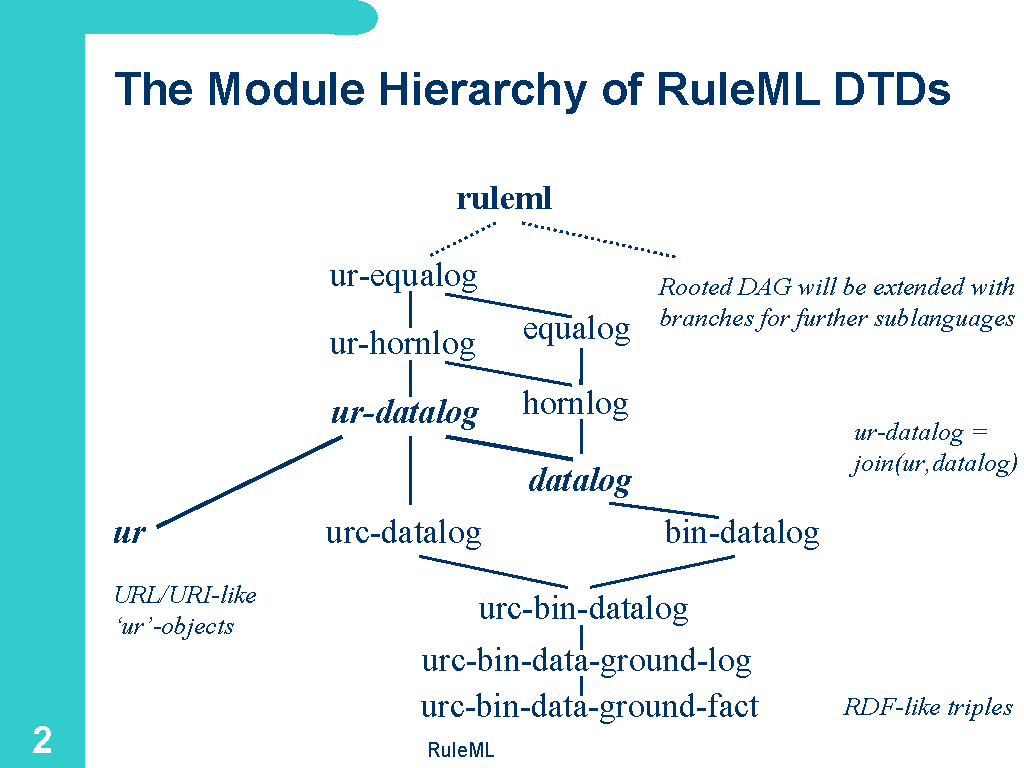 The Module Hierarchy of RuleML DTDs
ruleml
ur-equalog
Rooted DAG will be extended with
branches for further sublanguages
equalog
ur-hornlog
hornlog
ur-datalog
ur-datalog =
join(ur,datalog)
datalog
ur
urc-datalog
bin-datalog
URL/URI-like
‘ur’-objects
urc-bin-datalog
urc-bin-data-ground-log
urc-bin-data-ground-fact
RDF-like triples
2
RuleML